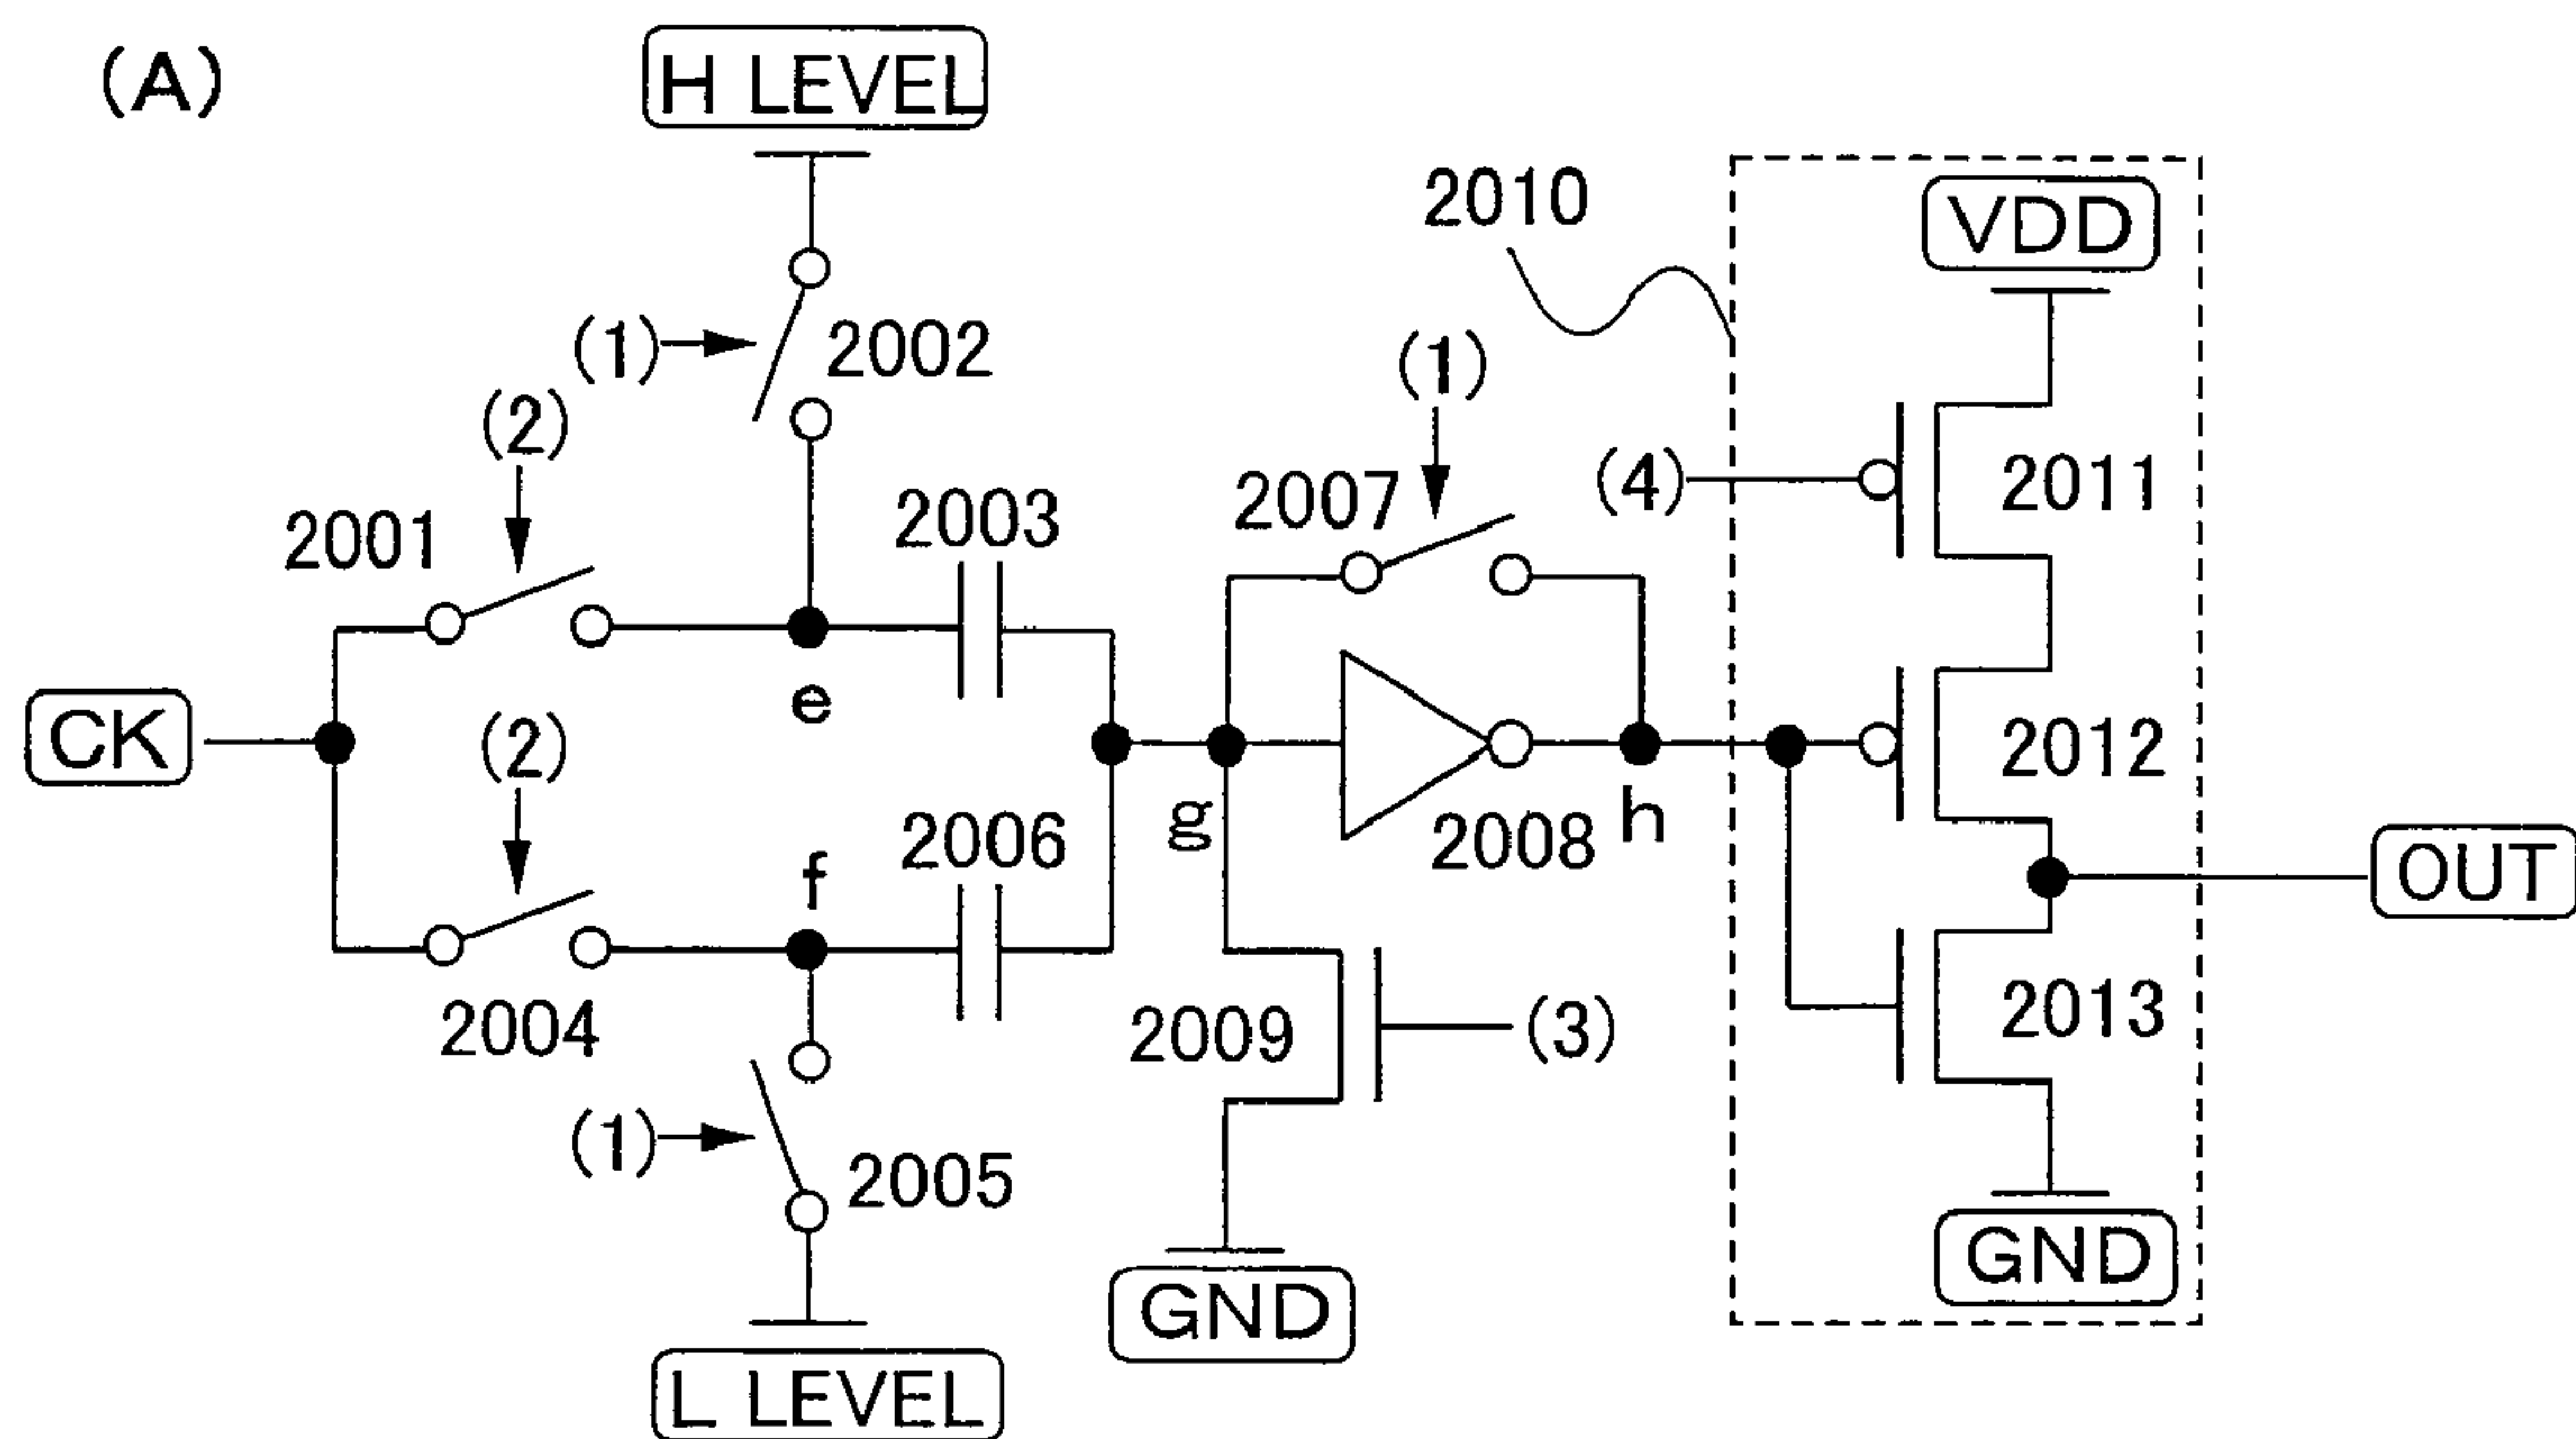 (A)
H LEVEL
2010
VDD
(1)
2002
(1)
(2)
2001
2003
2007
(4)
2011
CK
e
(2)
g
2008
h
2012
f
2006
OUT
2004
2009
(3)
2013
(1)
2005
GND
GND
L LEVEL